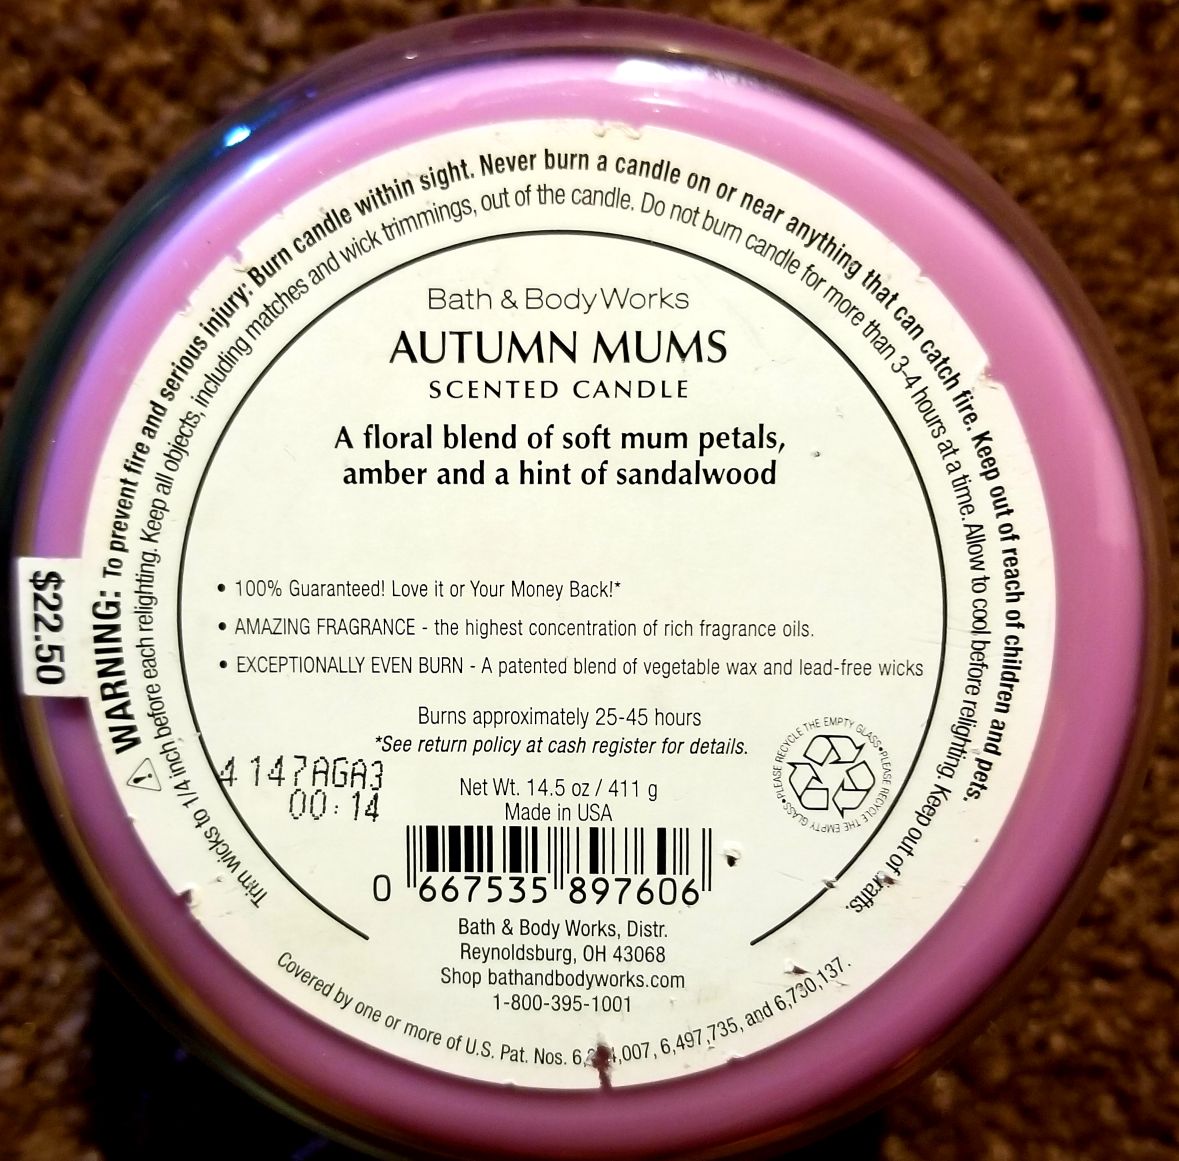 WARNING: To prevent fire and serious injury: Burn candle within sight. Never burn a candle on or near anything that can catch fire. Keep out of reach of children and pets.
Trim wicks to 1/4 inch before each relighting. Keep all objects, including matches and wick trimmings, out of the candle. Do not burn candle for more than 3-4 hours at a time. Allow to cool before relighting. Keep out of drafts.
$22.50
Bath & Body Works
AUTUMN MUMS
SCENTED CANDLE
A floral blend of soft mum petals,
amber and a hint of sandalwood
• 100% Guaranteed! Love it or Your Money Back!*
• AMAZING FRAGRANCE - the highest concentration of rich fragrance oils.
• EXCEPTIONALLY EVEN BURN - A patented blend of vegetable wax and lead-free wicks
Burns approximately 25-45 hours
*See return policy at cash register for details.
4147AGA3
00:14
Net Wt. 14.5 oz / 411 g
Made in USA
•PLEASE RECYCLE THE EMPTY GLASS•PLEASE RECYCLE THE EMPTY GLASS
0 667535 897606
Bath & Body Works, Distr.
Reynoldsburg, OH 43068
Shop bathandbodyworks.com
1-800-395-1001
Covered by one or more of U.S. Pat. Nos. 6,497,735, and 6,730,137.